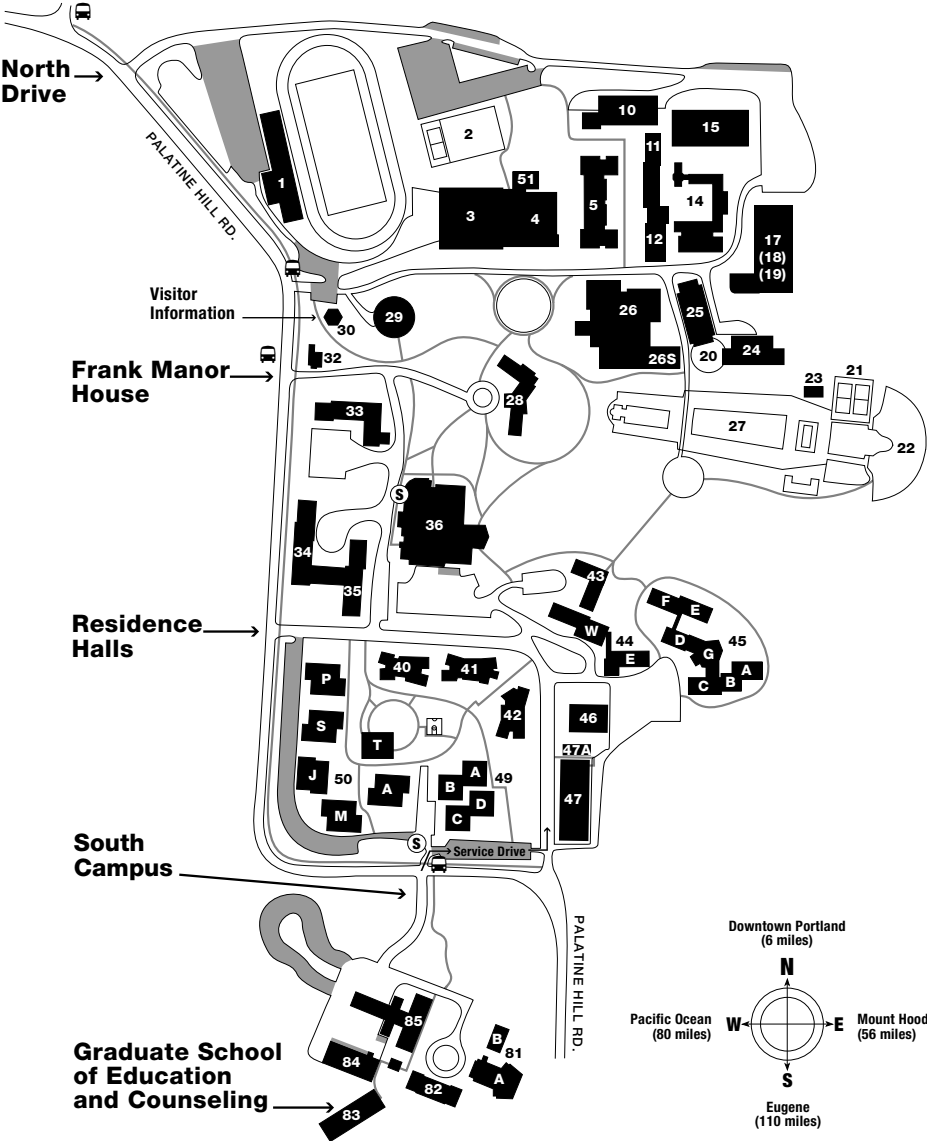 North
Drive
PALATINE HILL RD.
1
2
51
3
4
5
10
11
12
15
14
17
(18)
(19)
Visitor
Information
30
29
32
26
26S
25
20
24
23
21
22
27
Frank Manor
House
28
33
S
36
34
35
43
W
44
E
F
E
D
G
45
A
B
C
Residence
Halls
40
41
42
P
S
T
J
50
A
M
A
B
49
D
C
46
47A
47
S
Service Drive
South
Campus
PALATINE HILL RD.
85
84
B
81
A
82
83
Graduate School
of Education
and Counseling
Downtown Portland
(6 miles)
N
Pacific Ocean
(80 miles)
W
E
Mount Hood
(56 miles)
S
Eugene
(110 miles)